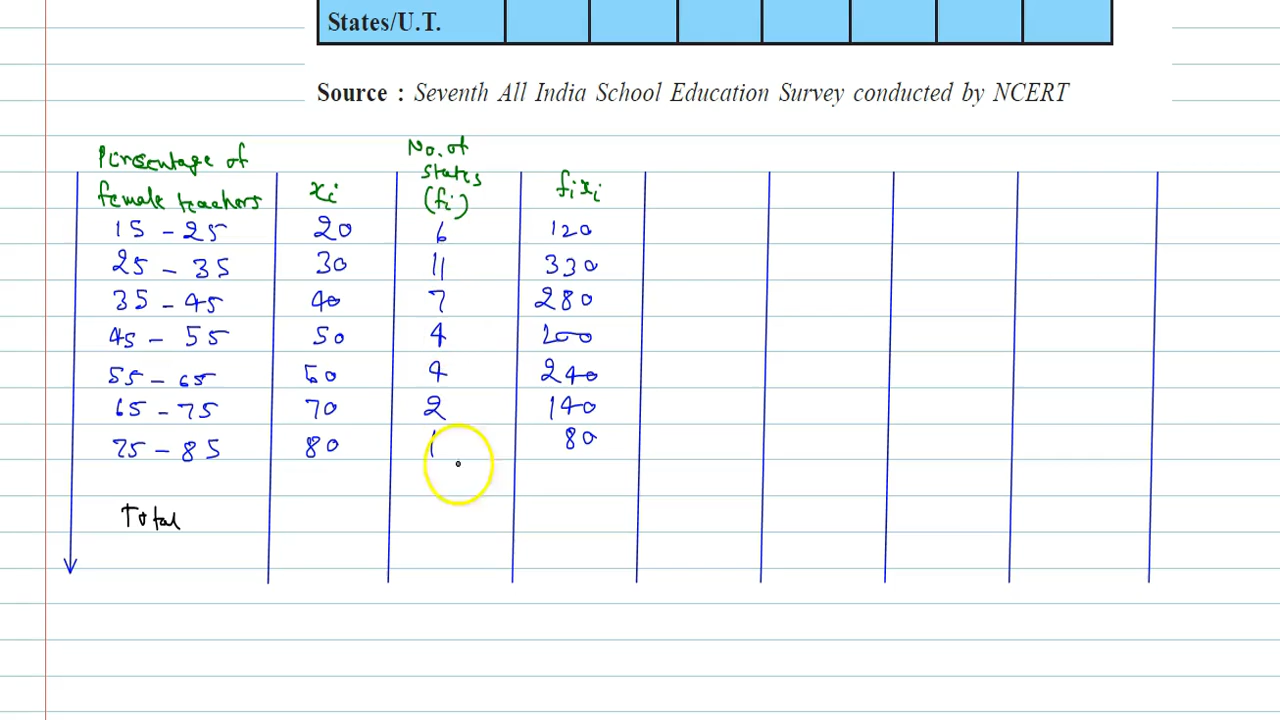 States/U.T.
Source : Seventh All India School Education Survey conducted by NCERT
Percentage of female teachers xi No. of states (fi) fixi
15 - 25 20 6 120
25 - 35 30 11 330
35 - 45 40 7 280
45 - 55 50 4 200
55 - 65 60 4 240
65 - 75 70 2 140
75 - 85 80 1 80
Total